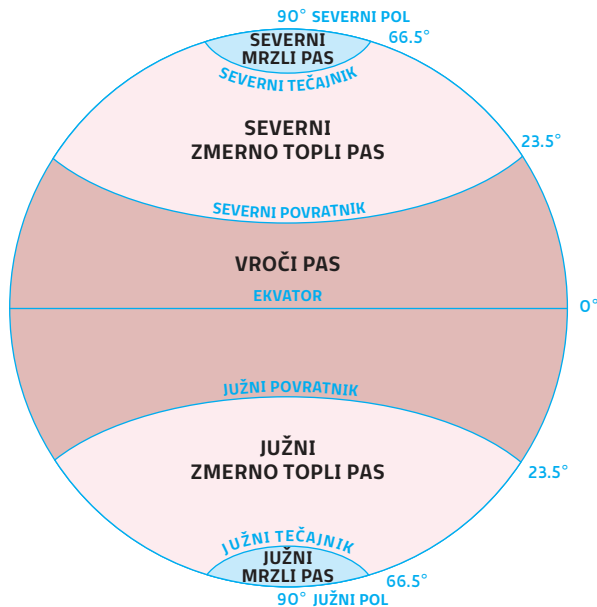 90° SEVERNI POL
66.5°
SEVERNI
MRZLI PAS
SEVERNI TEČAJNIK
SEVERNI
ZMERNO TOPLI PAS
23.5°
SEVERNI POVRATNIK
VROČI PAS
EKVATOR
0°
JUŽNI POVRATNIK
JUŽNI
ZMERNO TOPLI PAS
23.5°
JUŽNI TEČAJNIK
JUŽNI
MRZLI PAS
66.5°
90° JUŽNI POL